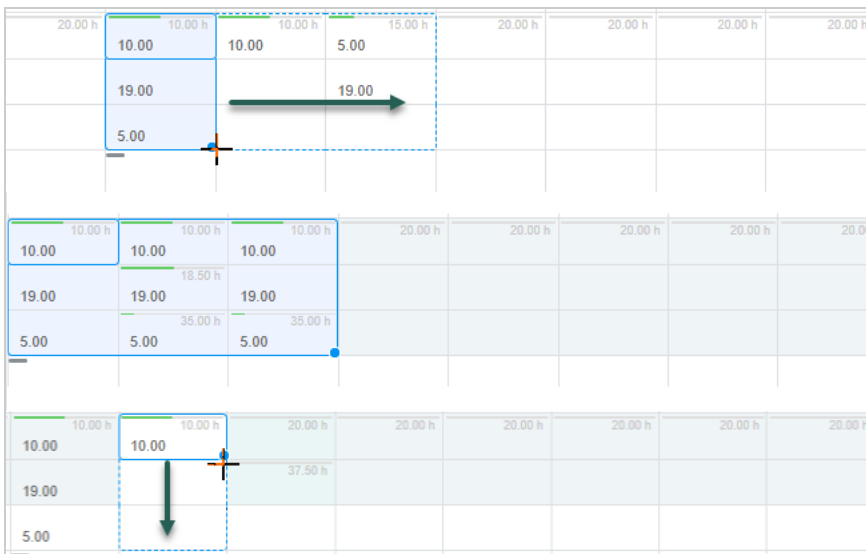 20.00 h 10.00 h 10.00 h 15.00 h 20.00 h 20.00 h 20.00 h 20.00 h
10.00 10.00 5.00
19.00 19.00
5.00
10.00 h 10.00 h 10.00 h 20.00 h 20.00 h 20.00 h 20.00 h 20.0
10.00 10.00 10.00
18.50 h
19.00 19.00 19.00
35.00 h 35.00 h
5.00 5.00 5.00
10.00 h 10.00 h 20.00 h 20.00 h 20.00 h 20.00 h 20.00 h 20.00 h
10.00 10.00
37.50 h
19.00
5.00